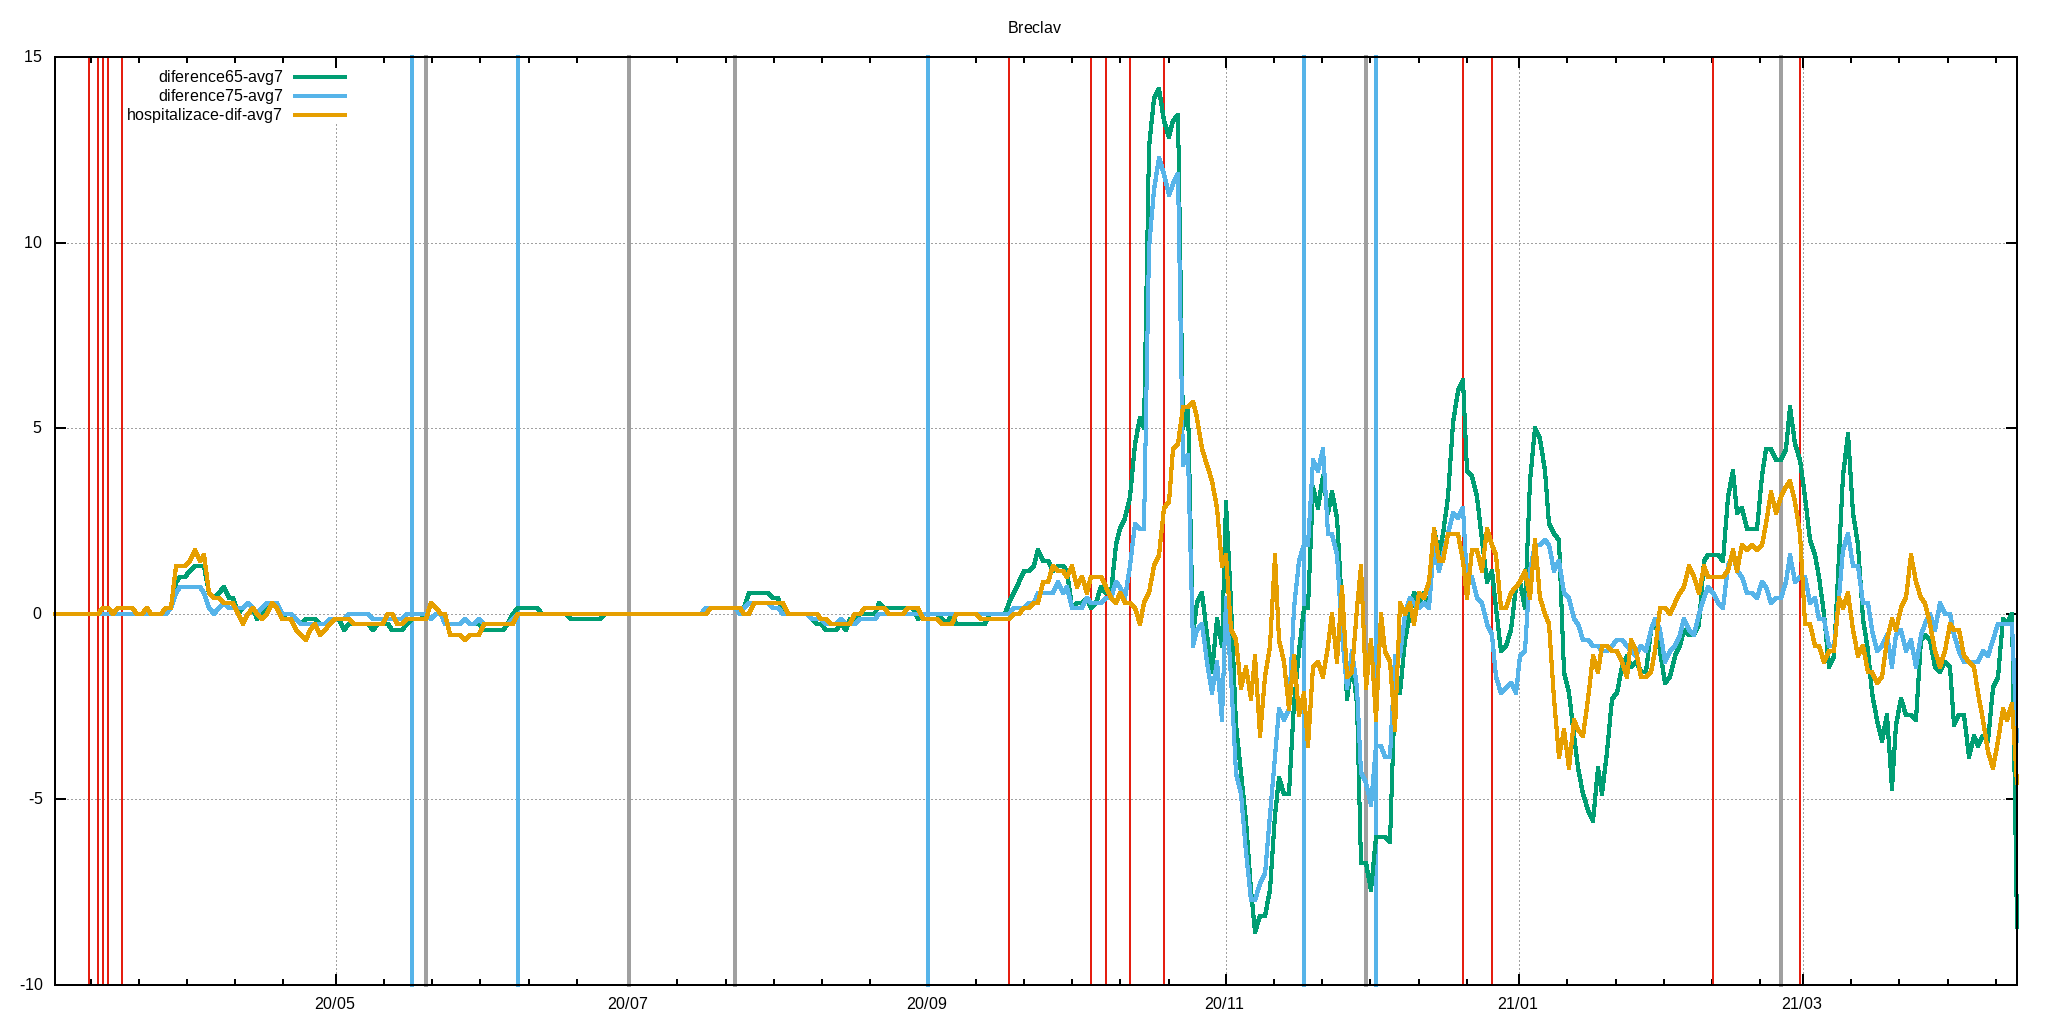 Breclav
15
diference65-avg7
diference75-avg7
hospitalizace-dif-avg7
10
5
0
-5
-10
20/05 20/07 20/09 20/11 21/01 21/03